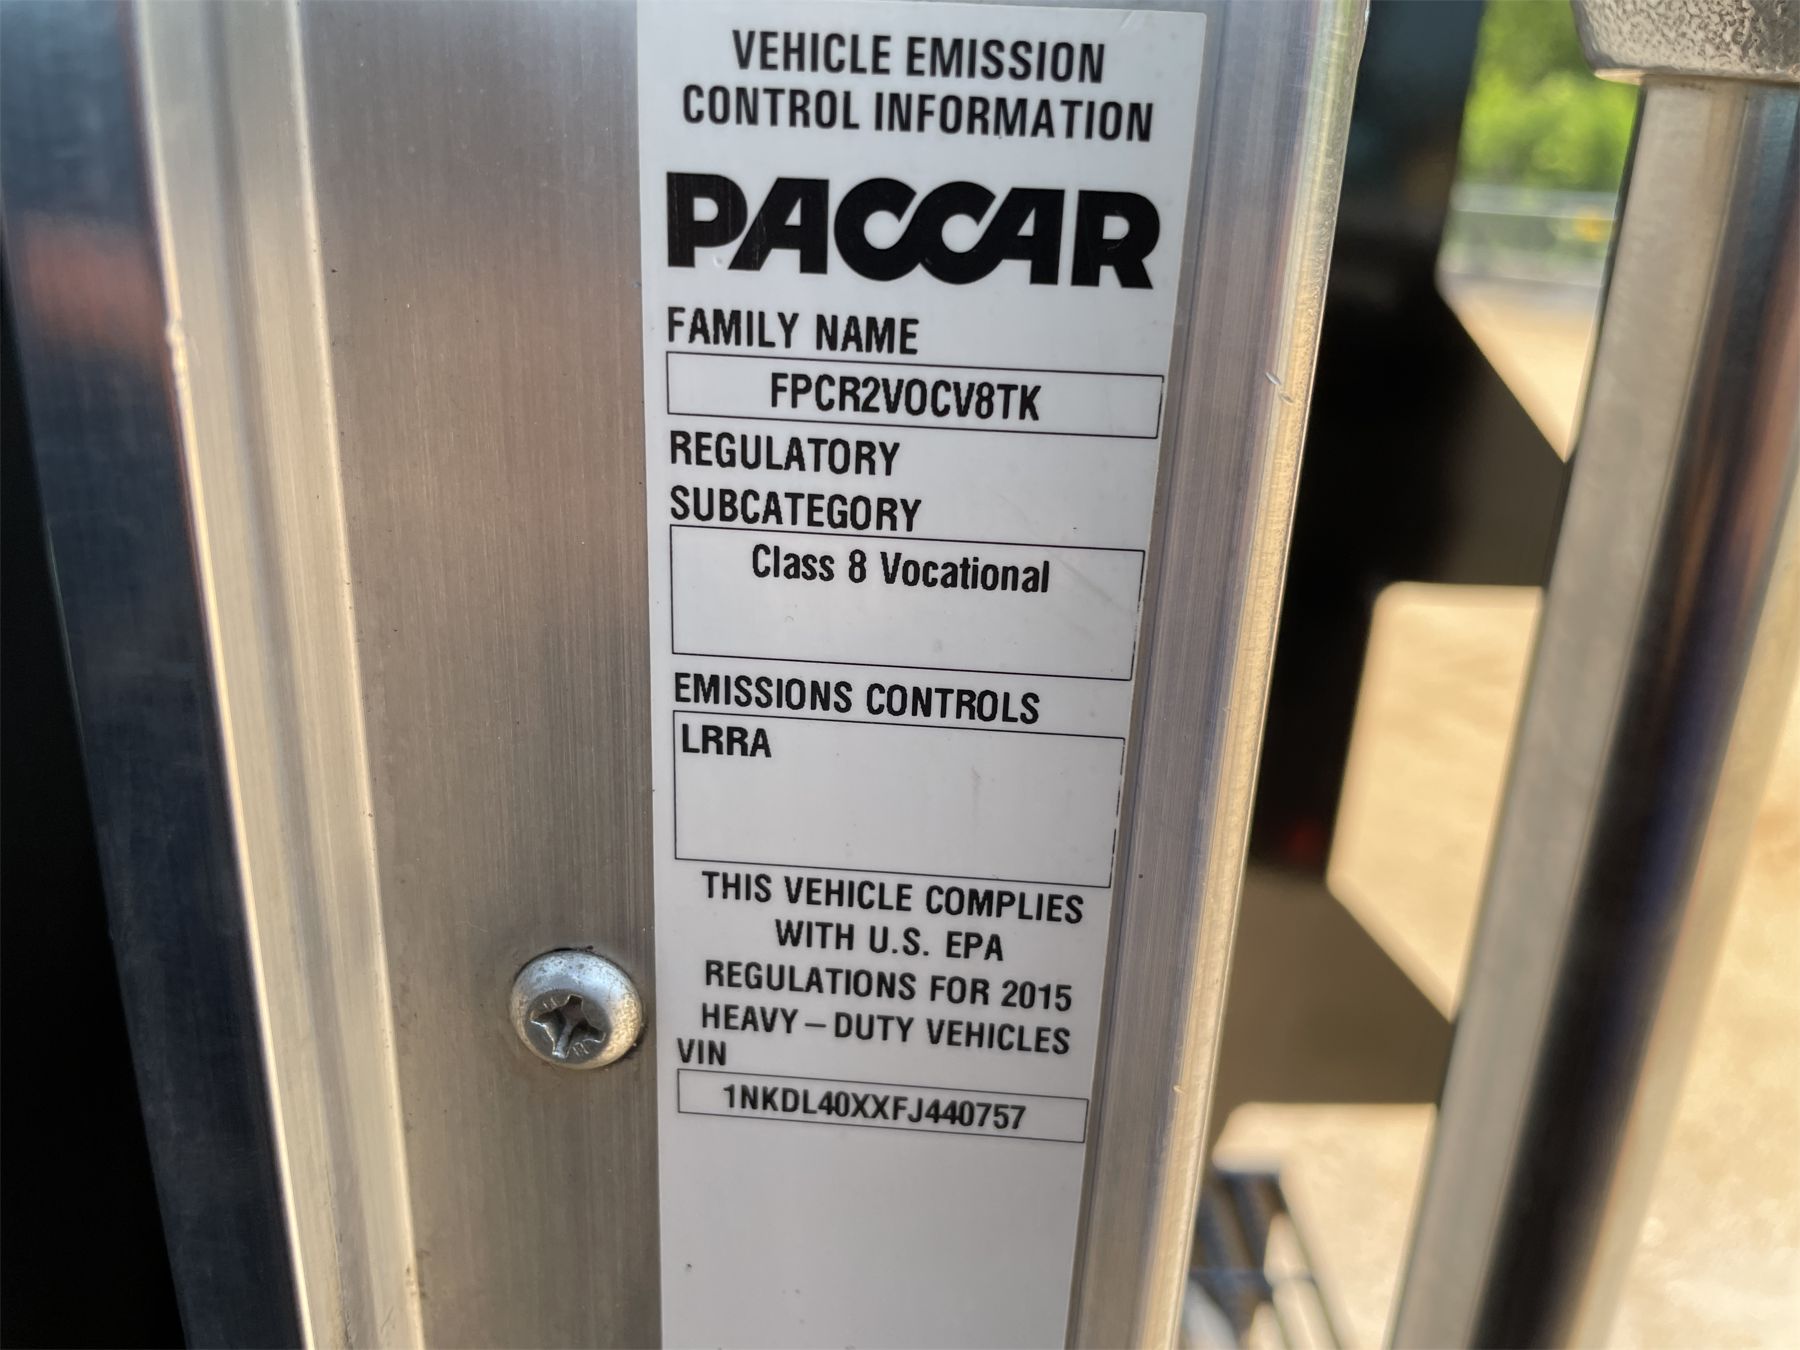 VEHICLE EMISSION
CONTROL INFORMATION
PACCAR
FAMILY NAME
FPCR2VOCV8TK
REGULATORY
SUBCATEGORY
Class 8 Vocational
EMISSIONS CONTROLS
LRRA
THIS VEHICLE COMPLIES
WITH U.S. EPA
REGULATIONS FOR 2015
HEAVY–DUTY VEHICLES
VIN
1NKDL40XXFJ440757